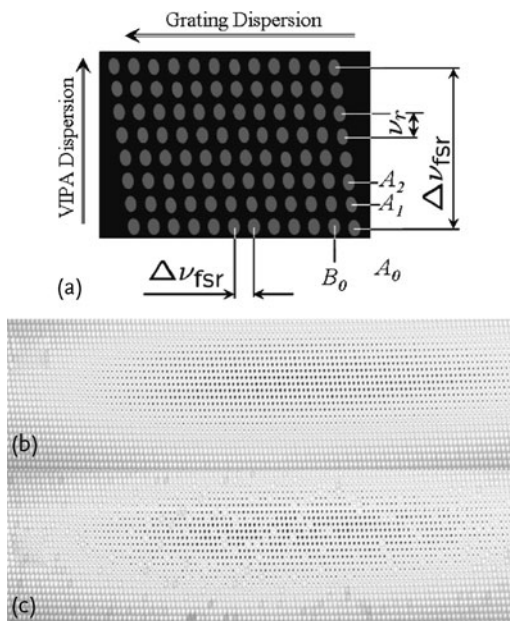 Grating Dispersion
VIPA Dispersion
ν_r
Δν_fsr
A_2
A_1
Δν_fsr
B_0
A_0
(a)
(b)
(c)